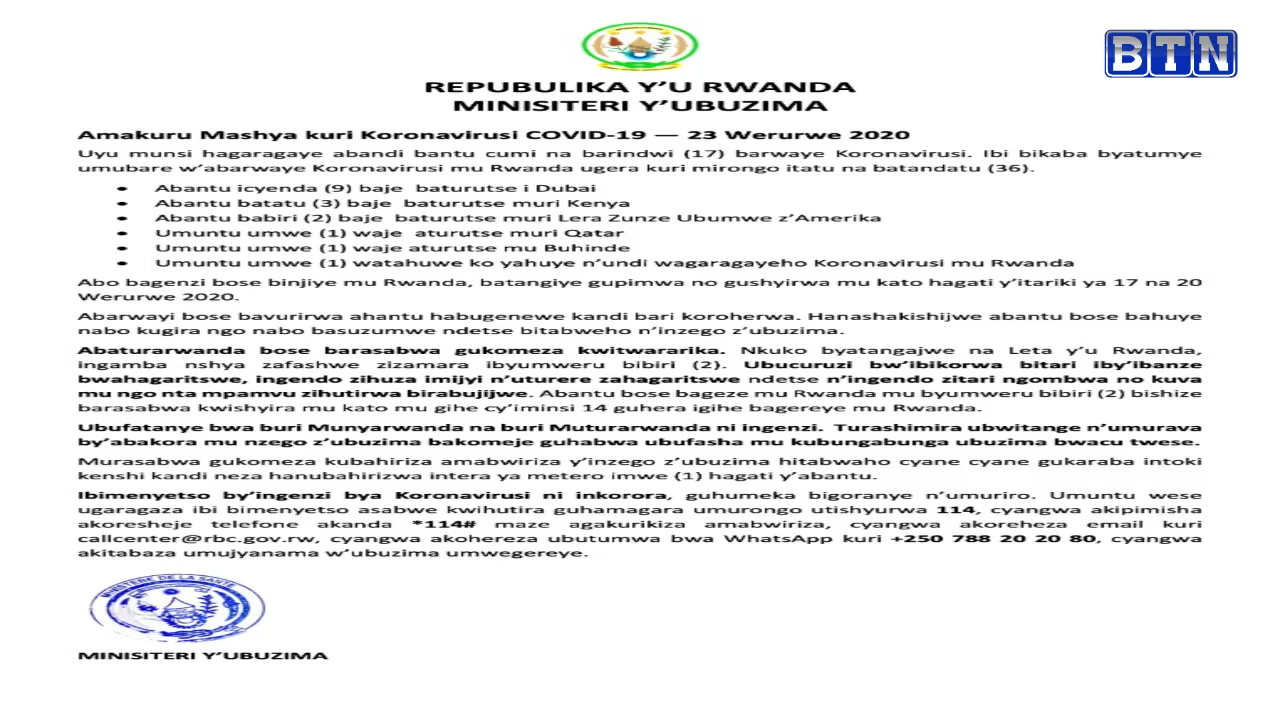 BTN
REPUBULIKA Y'U RWANDA
MINISITERI Y'UBUZIMA
Amakuru Mashya kuri Koronavirusi COVID-19 — 23 Werurwe 2020
Uyu munsi hagaragaye abandi bantu cumi na barindwi (17) barwaye Koronavirusi. Ibi bikaba byatumye
umubare w'abarwaye Koronavirusi mu Rwanda ugera kuri mirongo itatu na batandatu (36).
• Abantu icyenda (9) baje baturutse i Dubai
• Abantu batatu (3) baje baturutse muri Kenya
• Abantu babiri (2) baje baturutse muri Lera Zunze Ubumwe z'Amerika
• Umuntu umwe (1) waje aturutse muri Qatar
• Umuntu umwe (1) waje aturutse mu Buhinde
• Umuntu umwe (1) watahuwe ko yahuye n'undi wagaragayeho Koronavirusi mu Rwanda
Abo bagenzi bose binjiye mu Rwanda, batangiye gupimwa no gushyirwa mu kato hagati y'itariki ya 17 na 20
Werurwe 2020.
Abarwayi bose bavurirwa ahantu habugenewe kandi bari koroherwa. Hanashakishijwe abantu bose bahuye
nabo kugira ngo nabo basuzumwe ndetse bitabweho n'inzego z'ubuzima.
Abaturarwanda bose barasabwa gukomeza kwitwararika. Nkuko byatangajwe na Leta y'u Rwanda,
ingamba nshya zafashwe zizamara ibyumweru bibiri (2). Ubucuruzi bw'ibikorwa bitari iby'ibanze
bwahagaritswe, ingendo zihuza imijyi n'uturere zahagaritswe ndetse n'ingendo zitari ngombwa no kuva
mu ngo nta mpamvu zihutirwa birabujijwe. Abantu bose bageze mu Rwanda mu byumweru bibiri (2) bishize
barasabwa kwishyira mu kato mu gihe cy'iminsi 14 guhera igihe bagereye mu Rwanda.
Ubufatanye bwa buri Munyarwanda na buri Muturarwanda ni ingenzi. Turashimira ubwitange n'umurava
by'abakora mu nzego z'ubuzima bakomeje guhabwa ubufasha mu kubungabunga ubuzima bwacu twese.
Murasabwa gukomeza kubahiriza amabwiriza y'inzego z'ubuzima hitabwaho cyane cyane gukaraba intoki
kenshi kandi neza hanubahirizwa intera ya metero imwe (1) hagati y'abantu.
Ibimenyetso by'ingenzi bya Koronavirusi ni inkorora, guhumeka bigoranye n'umuriro. Umuntu wese
ugaragaza ibi bimenyetso asabwe kwihutira guhamagara umurongo utishyurwa 114, cyangwa akipimisha
akoresheje telefone akanda *114# maze agakurikiza amabwiriza, cyangwa akoreheza email kuri
callcenter@rbc.gov.rw, cyangwa akohereza ubutumwa bwa WhatsApp kuri +250 788 20 20 80, cyangwa
akitabaza umujyanama w'ubuzima umwegereye.
MINISTERE DE LA SANTE
MINISITERI Y'UBUZIMA